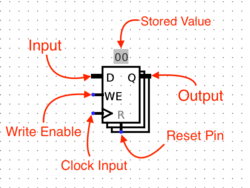 Stored Value
Input
00
D Q
Output
WE
Write Enable
R
Reset Pin
Clock Input